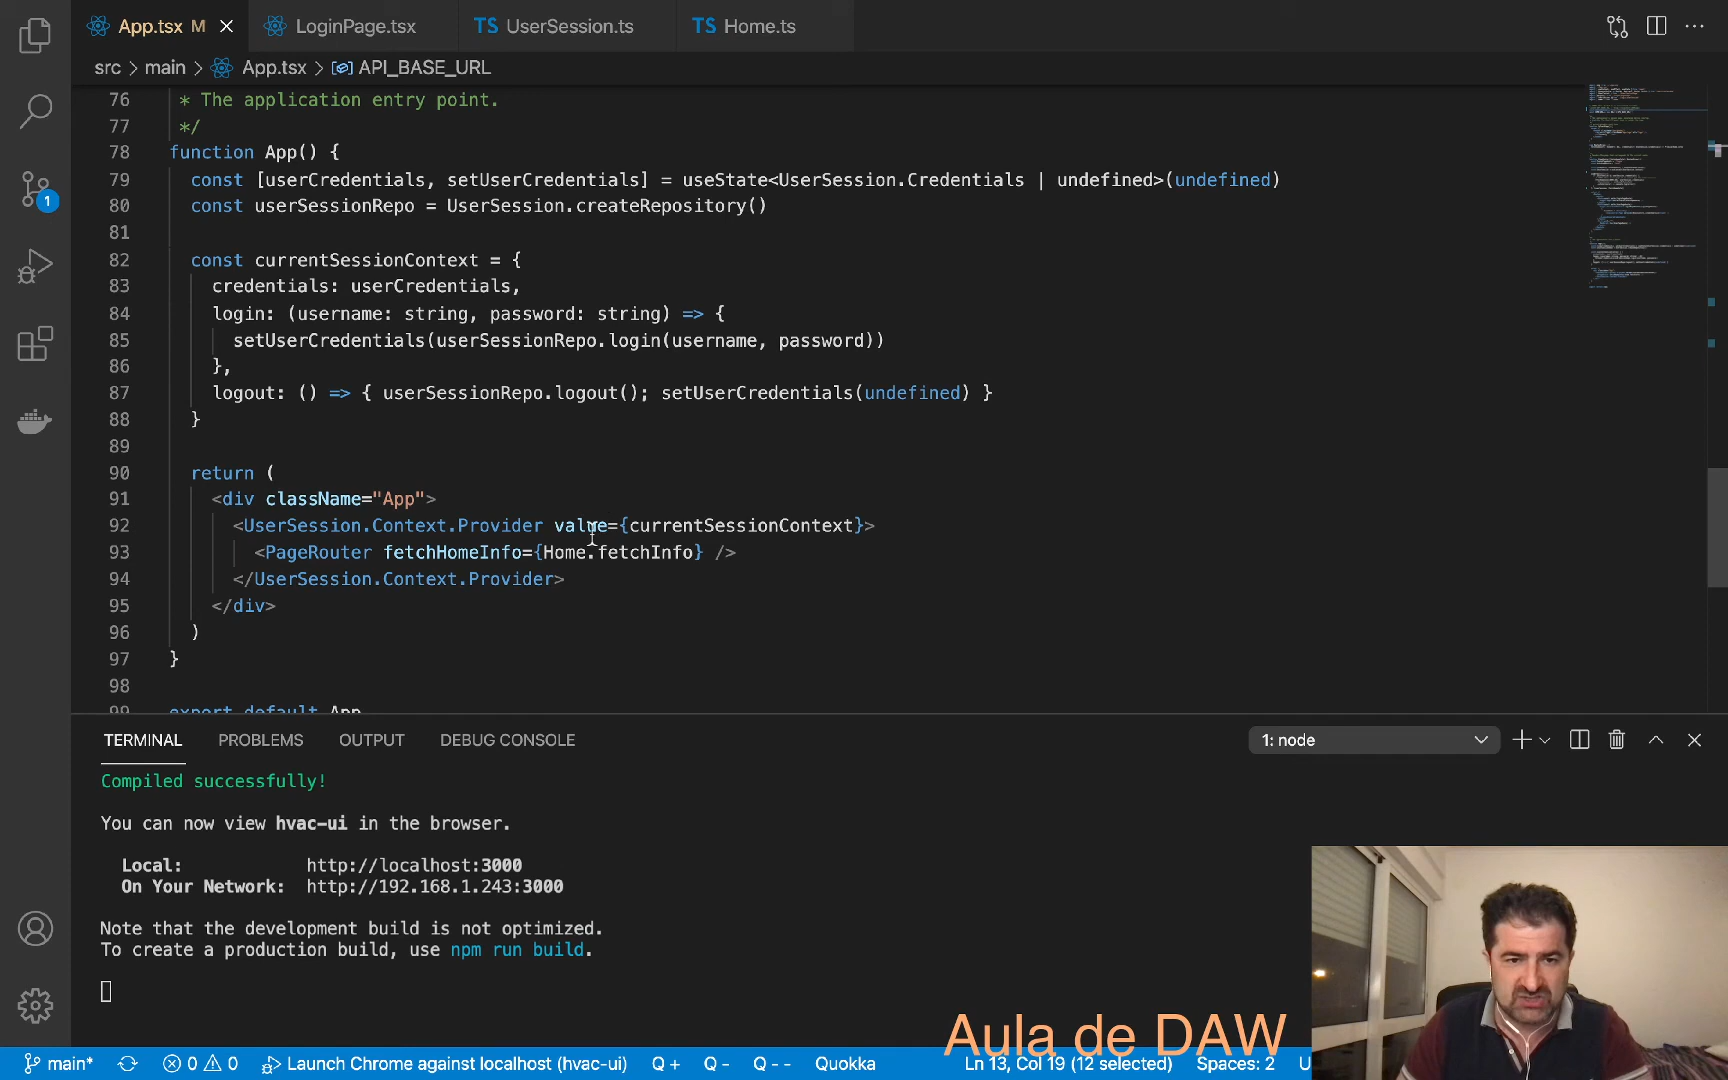 App.tsx M
LoginPage.tsx
TS UserSession.ts
TS Home.ts
src > main > App.tsx > API_BASE_URL
76 * The application entry point.
77 */
78 function App() {
79 const [userCredentials, setUserCredentials] = useState<UserSession.Credentials | undefined>(undefined)
80 const userSessionRepo = UserSession.createRepository()
81
82 const currentSessionContext = {
83 credentials: userCredentials,
84 login: (username: string, password: string) => {
85 setUserCredentials(userSessionRepo.login(username, password))
86 },
87 logout: () => { userSessionRepo.logout(); setUserCredentials(undefined) }
88 }
89
90 return (
91 <div className="App">
92 <UserSession.Context.Provider value={currentSessionContext}>
93 <PageRouter fetchHomeInfo={Home.fetchInfo} />
94 </UserSession.Context.Provider>
95 </div>
96 )
97 }
98
99 export default App
1
TERMINAL PROBLEMS OUTPUT DEBUG CONSOLE
1: node
Compiled successfully!
You can now view hvac-ui in the browser.
Local: http://localhost:3000
On Your Network: http://192.168.1.243:3000
Note that the development build is not optimized.
To create a production build, use npm run build.
Aula de DAW
main* 0 0 Launch Chrome against localhost (hvac-ui) Q + Q - Q - - Quokka Ln 13, Col 19 (12 selected) Spaces: 2 U